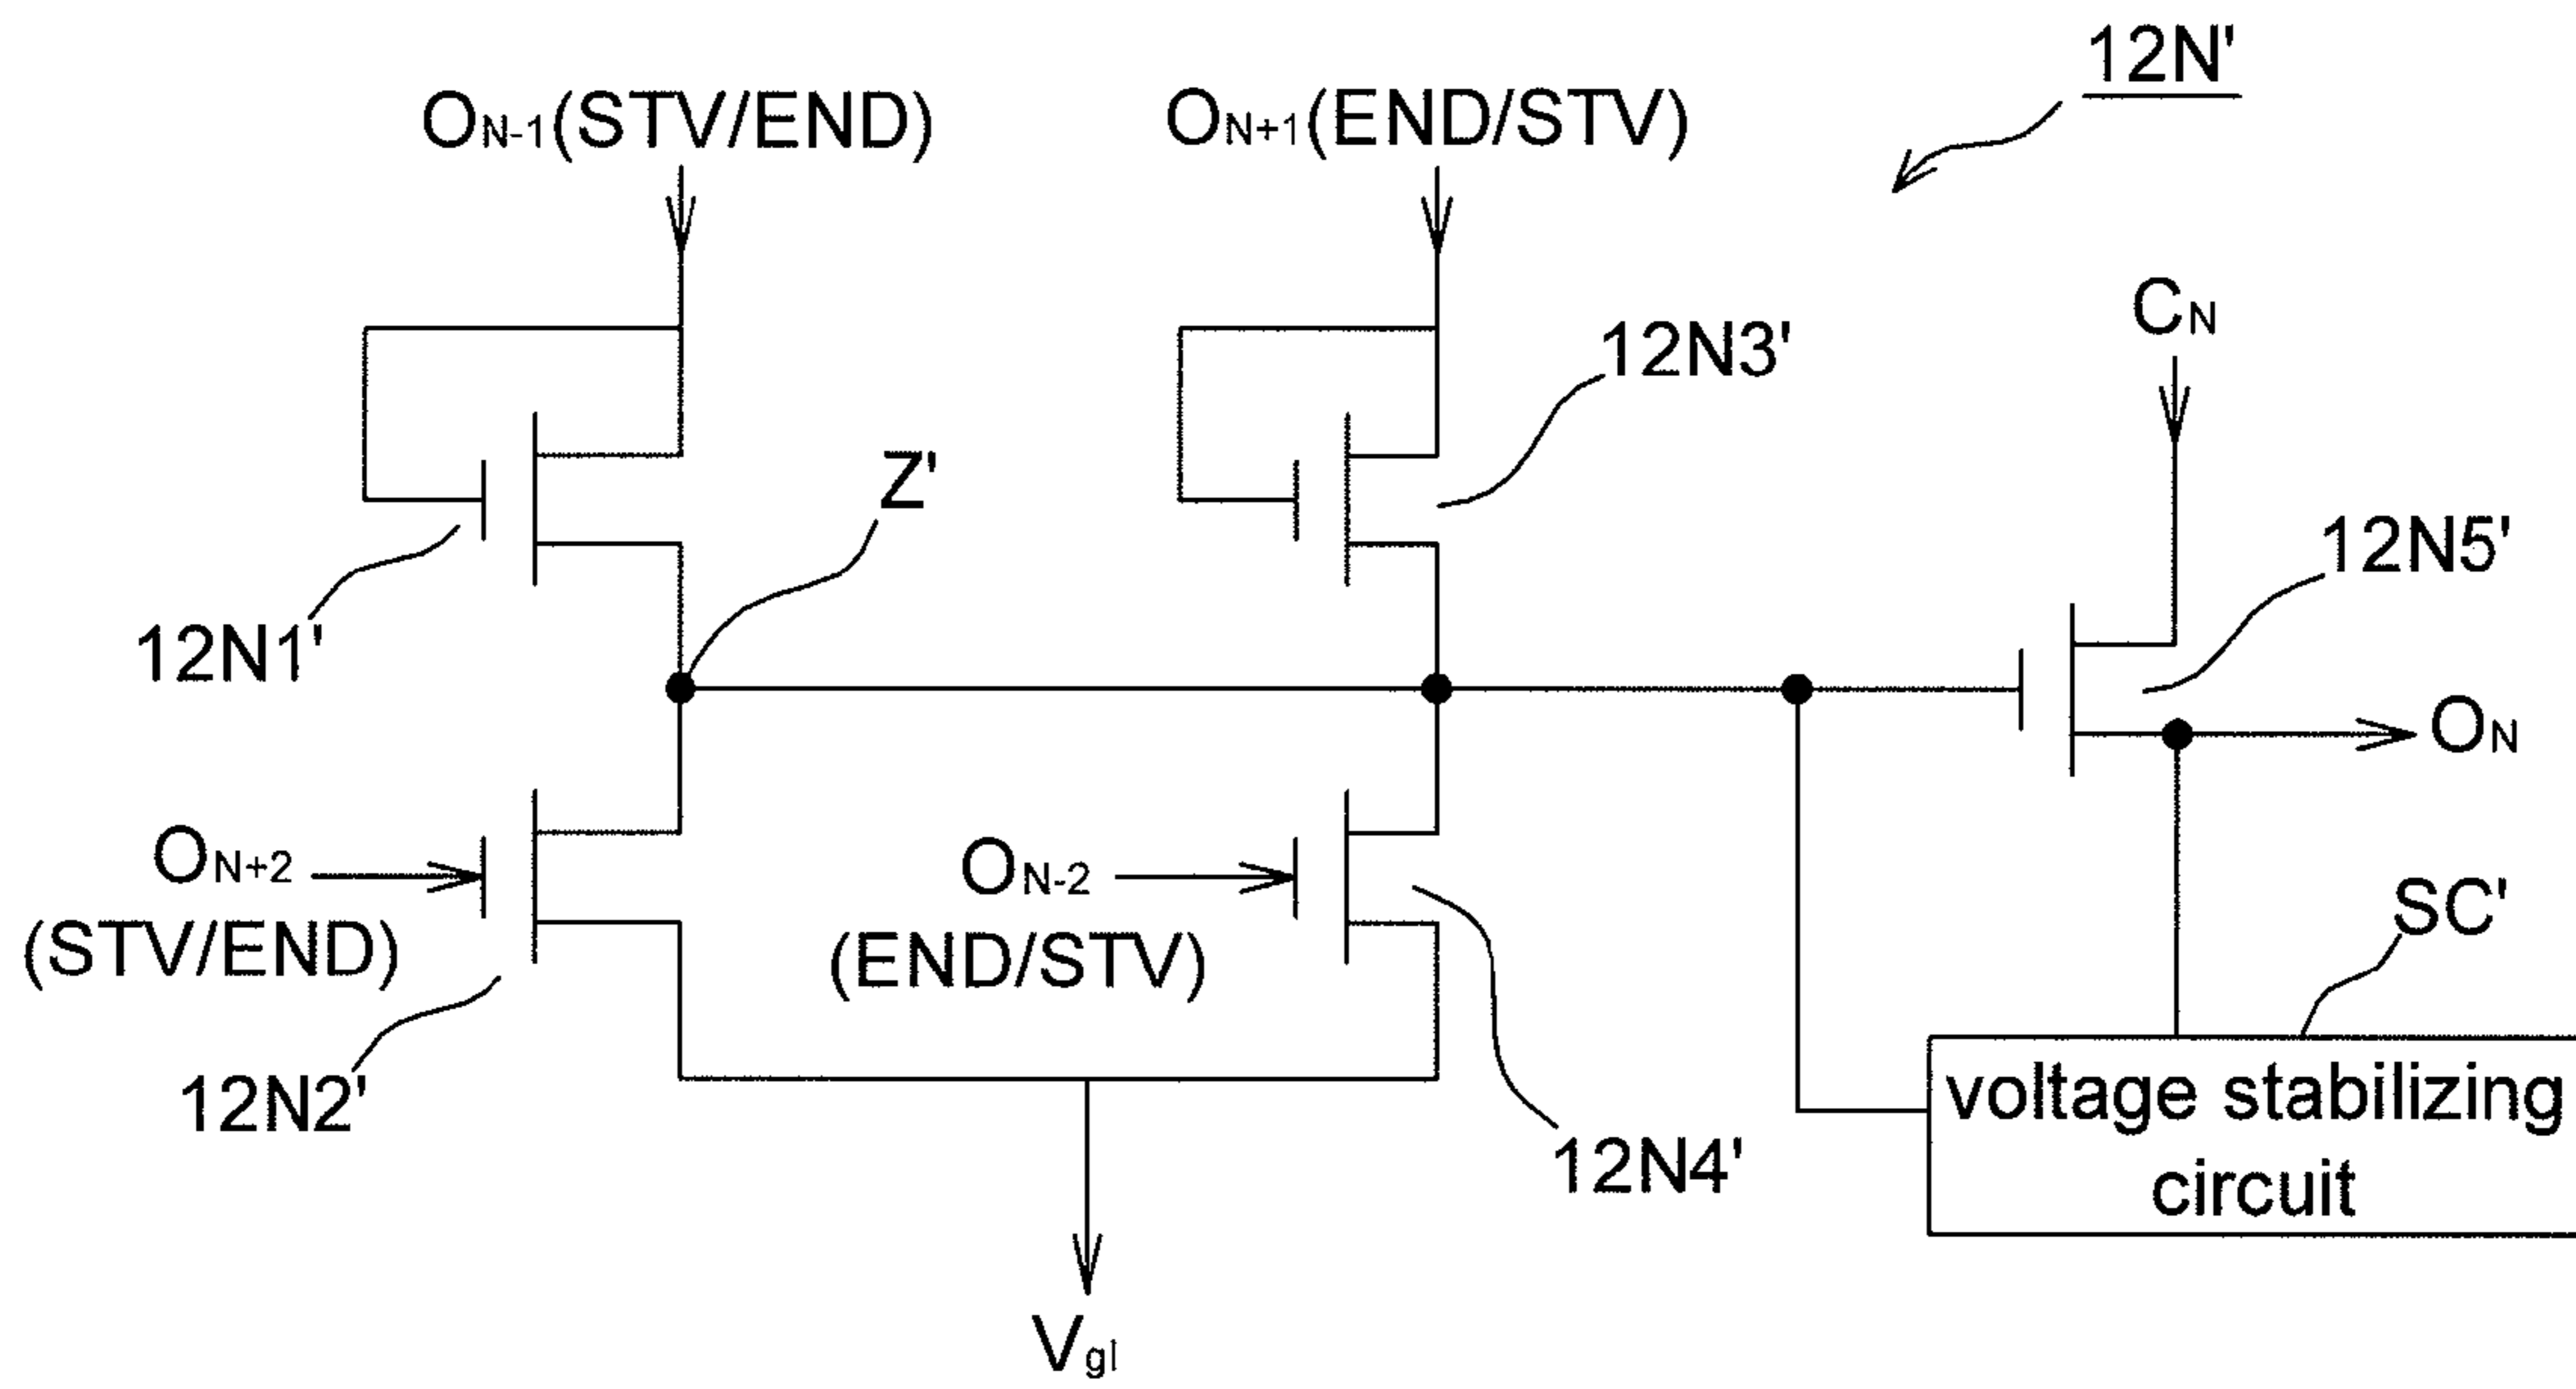 12N'
ON-1(STV/END)
ON+1(END/STV)
CN
12N3'
Z'
12N5'
12N1'
ON
ON+2
(STV/END)
ON-2
(END/STV)
SC'
12N2'
12N4'
voltage stabilizing
circuit
Vgl